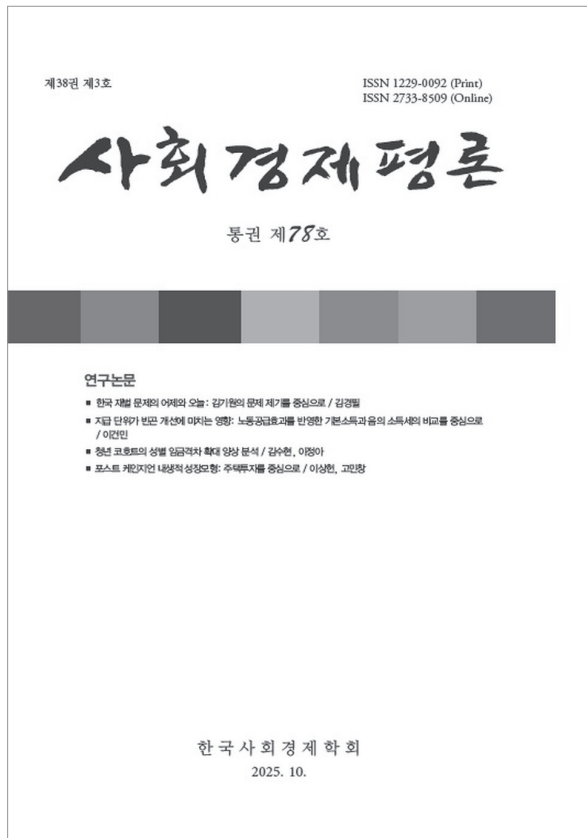 제38권 제3호
ISSN 1229-0092 (Print)
ISSN 2733-8509 (Online)
사회경제평론
통권 제78호
연구논문
■ 한국 재벌 문제의 어제와 오늘: 김기원의 문제 제기를 중심으로 / 김경필
■ 지급 단위가 빈곤 개선에 미치는 영향: 노동공급효과를 반영한 기본소득과 음의 소득세의 비교를 중심으로
/ 이건민
■ 청년 코호트의 성별 임금격차 확대 양상 분석 / 김수현, 이정아
■ 포스트 케인지언 내생적 성장모형: 주택투자를 중심으로 / 이상헌, 고민창
한국사회경제학회
2025. 10.